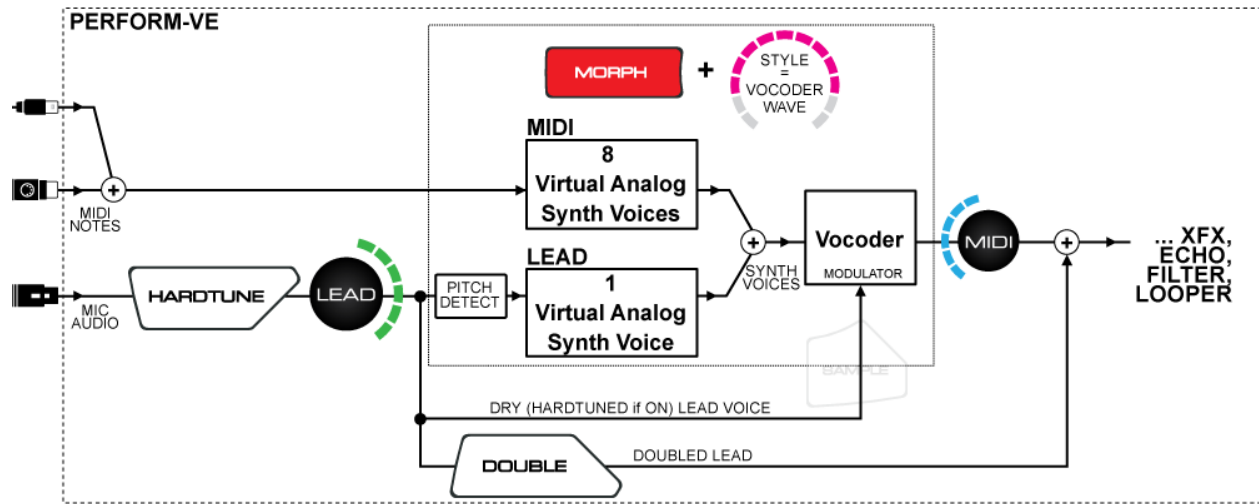 PERFORM-VE
MORPH
+
STYLE
=
VOCODER
WAVE
MIDI
8
Virtual Analog
Synth Voices
+
MIDI
NOTES
LEAD
1
Virtual Analog
Synth Voice
PITCH
DETECT
+
SYNTH
VOICES
Vocoder
MODULATOR
MIDI
+
... XFX,
ECHO,
FILTER,
LOOPER
MIC
AUDIO
HARDTUNE
LEAD
SAMPLE
DRY (HARDTUNED if ON) LEAD VOICE
DOUBLE
DOUBLED LEAD